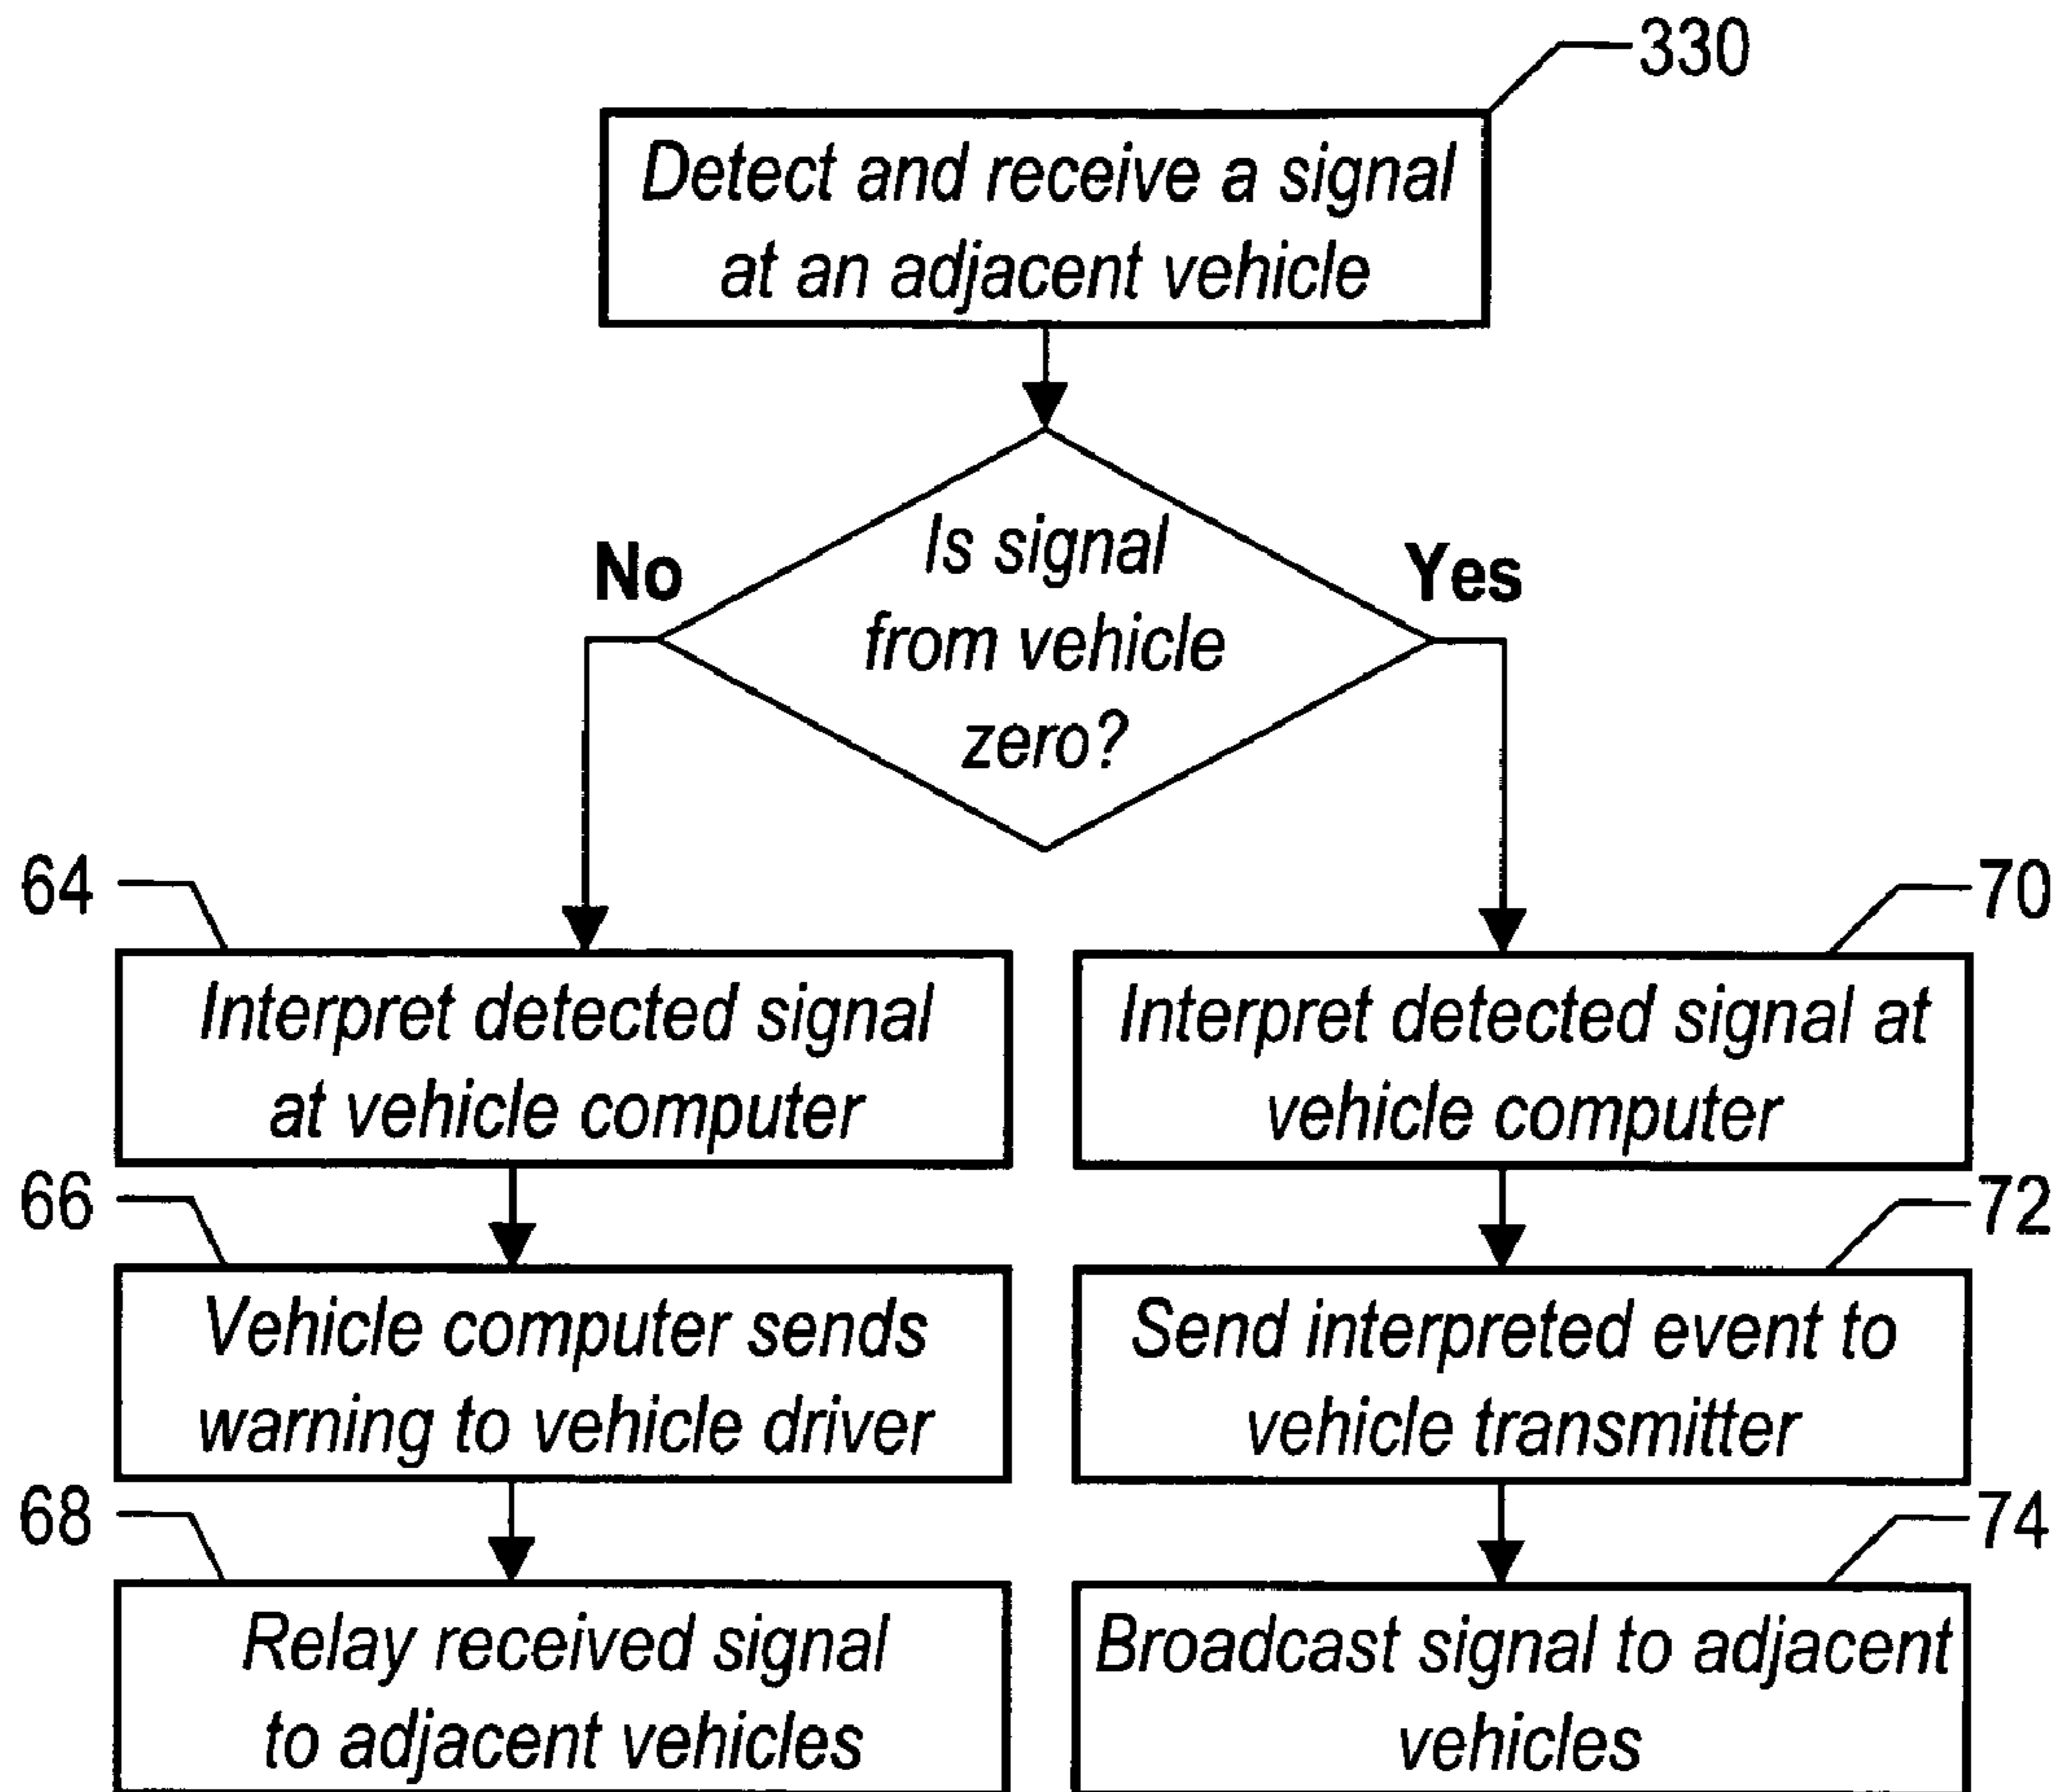 330
Detect and receive a signal
at an adjacent vehicle
Is signal
from vehicle
zero?
No
Yes
64
Interpret detected signal
at vehicle computer
66
Vehicle computer sends
warning to vehicle driver
68
Relay received signal
to adjacent vehicles
70
Interpret detected signal at
vehicle computer
72
Send interpreted event to
vehicle transmitter
74
Broadcast signal to adjacent
vehicles